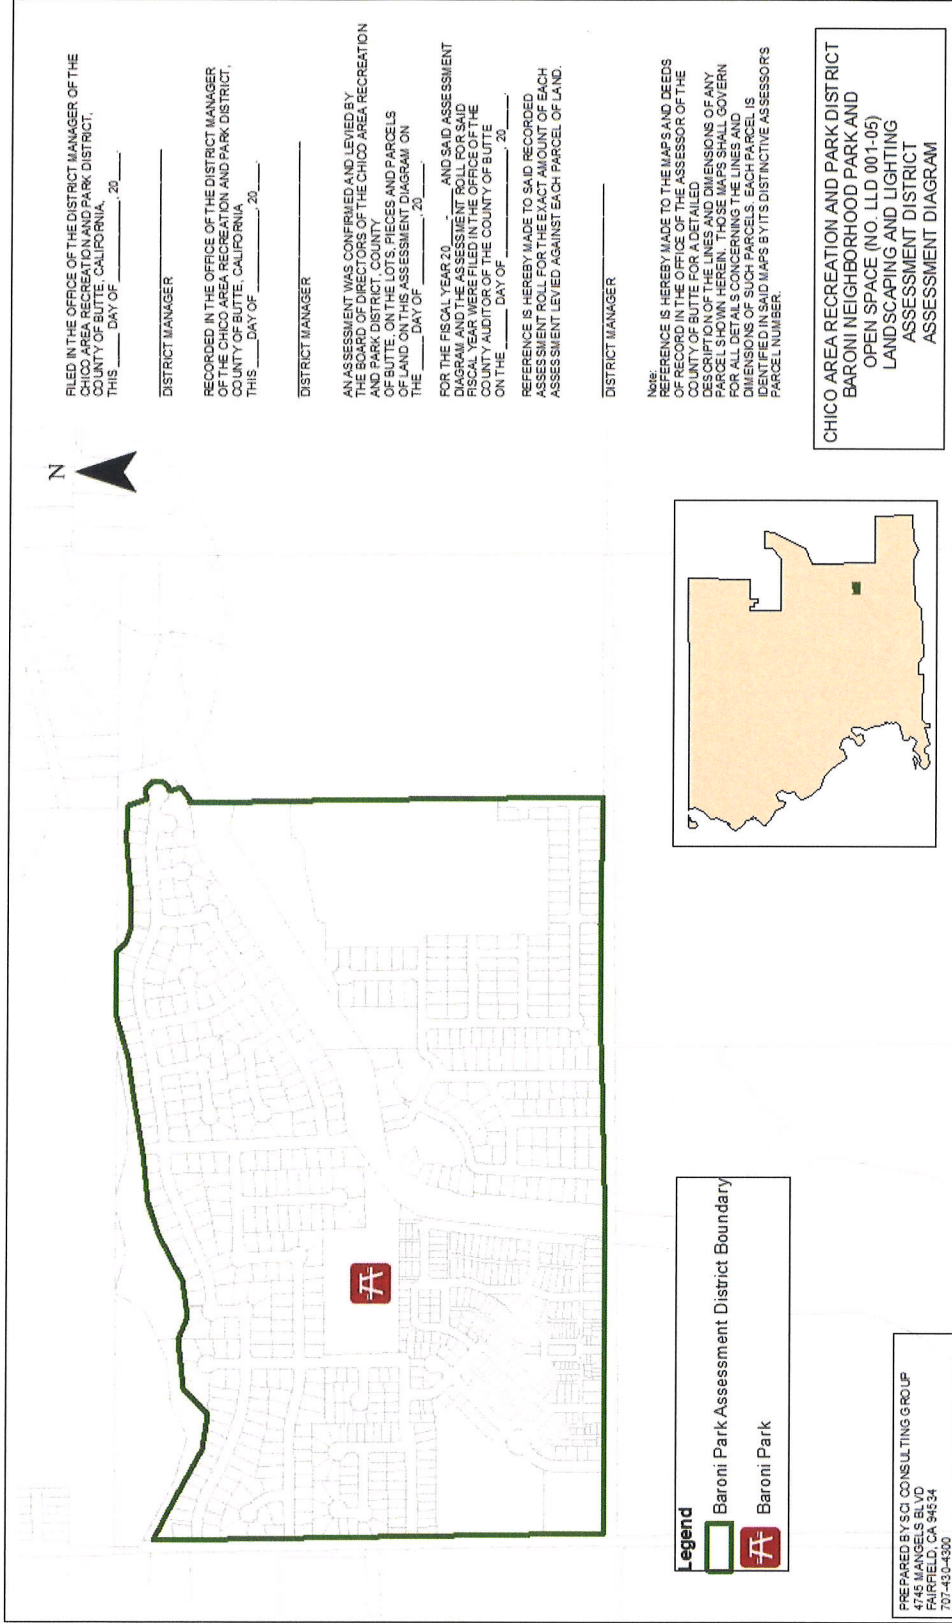 N
FILED IN THE OFFICE OF THE DISTRICT MANAGER OF THE
CHICO AREA RECREATION AND PARK DISTRICT,
COUNTY OF BUTTE, CALIFORNIA,
THIS ____ DAY OF ________, 20___.
DISTRICT MANAGER
RECORDED IN THE OFFICE OF THE DISTRICT MANAGER
OF THE CHICO AREA RECREATION AND PARK DISTRICT,
COUNTY OF BUTTE, CALIFORNIA
THIS ____ DAY OF ________, 20___.
DISTRICT MANAGER
AN ASSESSMENT WAS CONFIRMED AND LEVIED BY
THE BOARD OF DIRECTORS OF THE CHICO AREA RECREATION
AND PARK DISTRICT, COUNTY
OF BUTTE, ON THE LOTS, PIECES AND PARCELS
OF LAND ON THIS ASSESSMENT DIAGRAM ON
THE ____ DAY OF ________, 20___.
FOR THE FISCAL YEAR 20___-___ AND SAID ASSESSMENT
DIAGRAM AND THE ASSESSMENT ROLL FOR SAID
FISCAL YEAR WERE FILED IN THE OFFICE OF THE
COUNTY AUDITOR OF THE COUNTY OF BUTTE
ON THE ____ DAY OF ________, 20___.
REFERENCE IS HEREBY MADE TO SAID RECORDED
ASSESSMENT ROLL FOR THE EXACT AMOUNT OF EACH
ASSESSMENT LEVIED AGAINST EACH PARCEL OF LAND.
DISTRICT MANAGER
Note:
REFERENCE IS HEREBY MADE TO THE MAPS AND DEEDS
OF RECORD IN THE OFFICE OF THE ASSESSOR OF THE
COUNTY OF BUTTE FOR A DETAILED
DESCRIPTION OF THE LINES AND DIMENSIONS OF ANY
PARCEL SHOWN HEREIN. THOSE MAPS SHALL GOVERN
FOR ALL DETAILS CONCERNING THE LINES AND
DIMENSIONS OF SUCH PARCELS. EACH PARCEL IS
IDENTIFIED IN SAID MAPS BY ITS DISTINCTIVE ASSESSOR'S
PARCEL NUMBER.
Legend
Baroni Park Assessment District Boundary
Baroni Park
PREPARED BY SCI CONSULTING GROUP
4745 MANGELS BLVD
FAIRFIELD, CA 94534
707-430-4300
CHICO AREA RECREATION AND PARK DISTRICT
BARONI NEIGHBORHOOD PARK AND
OPEN SPACE (NO. LLD 001-05)
LANDSCAPING AND LIGHTING
ASSESSMENT DISTRICT
ASSESSMENT DIAGRAM